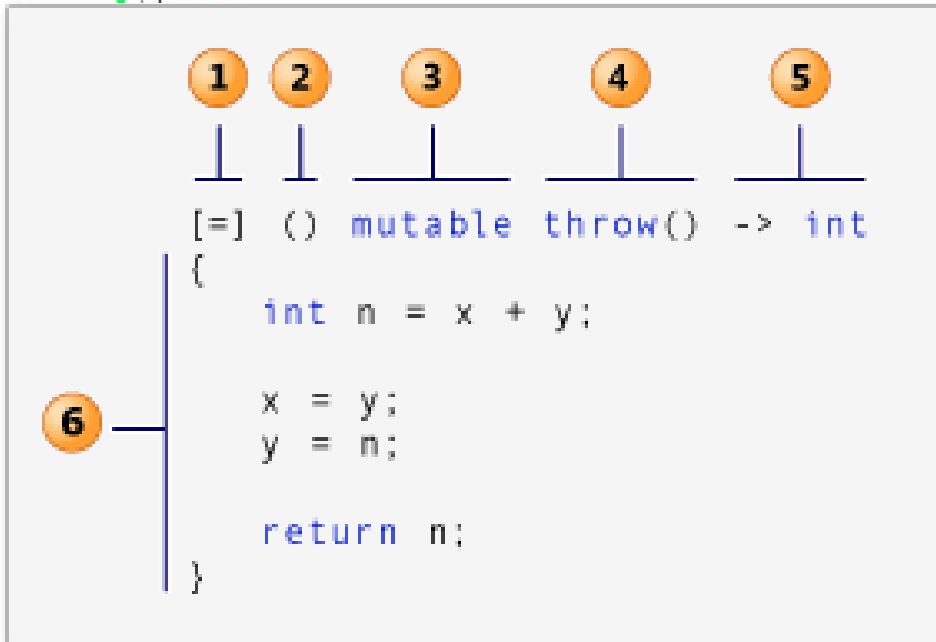 1 2 3 4 5
[=] () mutable throw() -> int
{
int n = x + y;
x = y;
6
y = n;
return n;
}